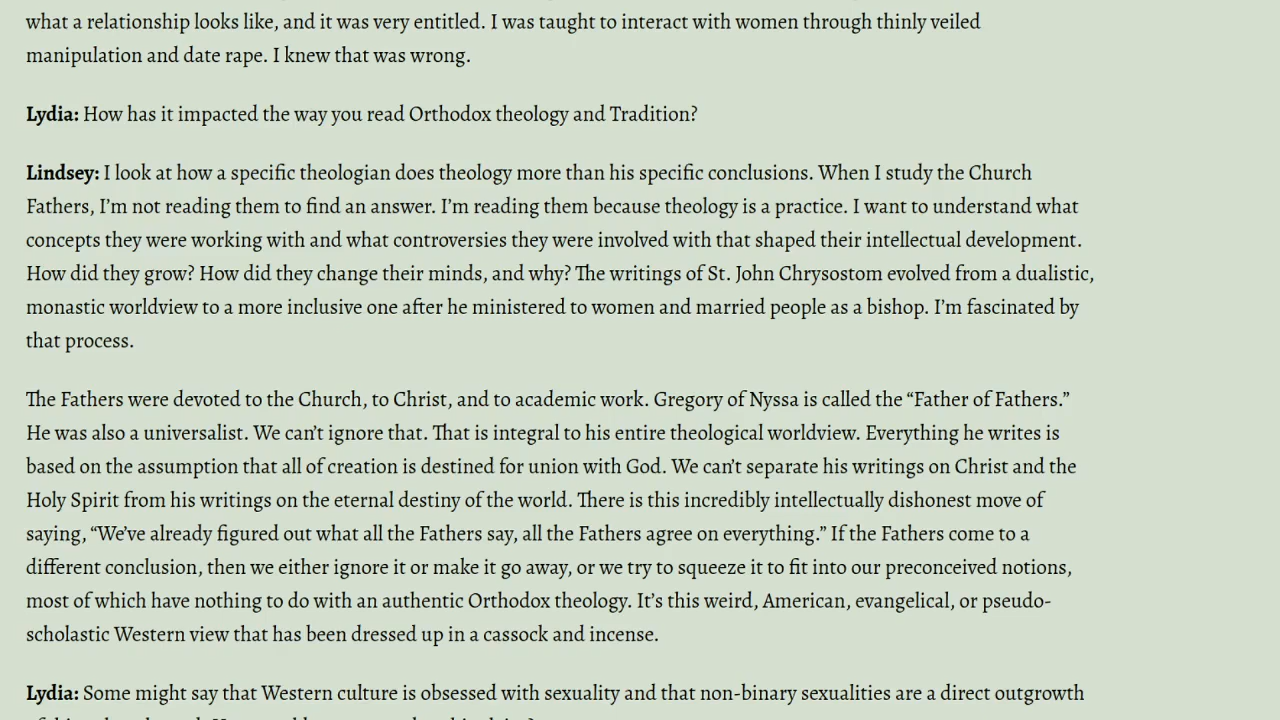 what a relationship looks like, and it was very entitled. I was taught to interact with women through thinly veiled
manipulation and date rape. I knew that was wrong.
Lydia: How has it impacted the way you read Orthodox theology and Tradition?
Lindsey: I look at how a specific theologian does theology more than his specific conclusions. When I study the Church
Fathers, I’m not reading them to find an answer. I’m reading them because theology is a practice. I want to understand what
concepts they were working with and what controversies they were involved with that shaped their intellectual development.
How did they grow? How did they change their minds, and why? The writings of St. John Chrysostom evolved from a dualistic,
monastic worldview to a more inclusive one after he ministered to women and married people as a bishop. I’m fascinated by
that process.
The Fathers were devoted to the Church, to Christ, and to academic work. Gregory of Nyssa is called the “Father of Fathers.”
He was also a universalist. We can’t ignore that. That is integral to his entire theological worldview. Everything he writes is
based on the assumption that all of creation is destined for union with God. We can’t separate his writings on Christ and the
Holy Spirit from his writings on the eternal destiny of the world. There is this incredibly intellectually dishonest move of
saying, “We’ve already figured out what all the Fathers say, all the Fathers agree on everything.” If the Fathers come to a
different conclusion, then we either ignore it or make it go away, or we try to squeeze it to fit into our preconceived notions,
most of which have nothing to do with an authentic Orthodox theology. It’s this weird, American, evangelical, or pseudo-
scholastic Western view that has been dressed up in a cassock and incense.
Lydia: Some might say that Western culture is obsessed with sexuality and that non-binary sexualities are a direct outgrowth